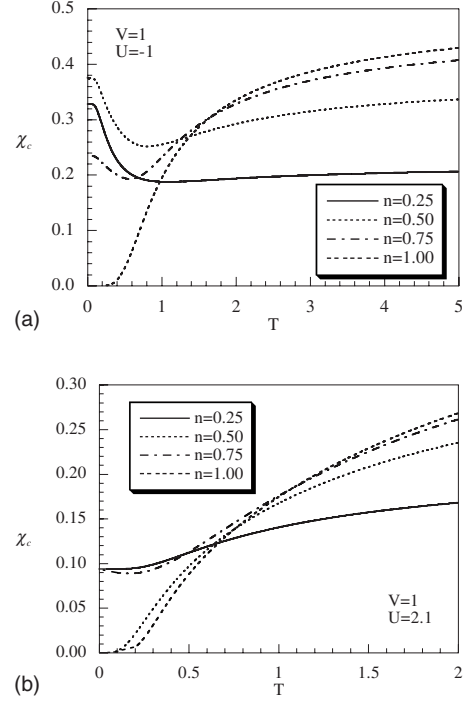 0.5
V=1
U=-1
0.4
0.3
χc
0.2
n=0.25
n=0.50
0.1
n=0.75
n=1.00
0.0
0 1 2 3 4 5
(a)
T
0.30
n=0.25
0.25
n=0.50
n=0.75
0.20
n=1.00
χc
0.15
0.10
0.05
V=1
U=2.1
0.00
0 0.5 1 1.5 2
(b)
T